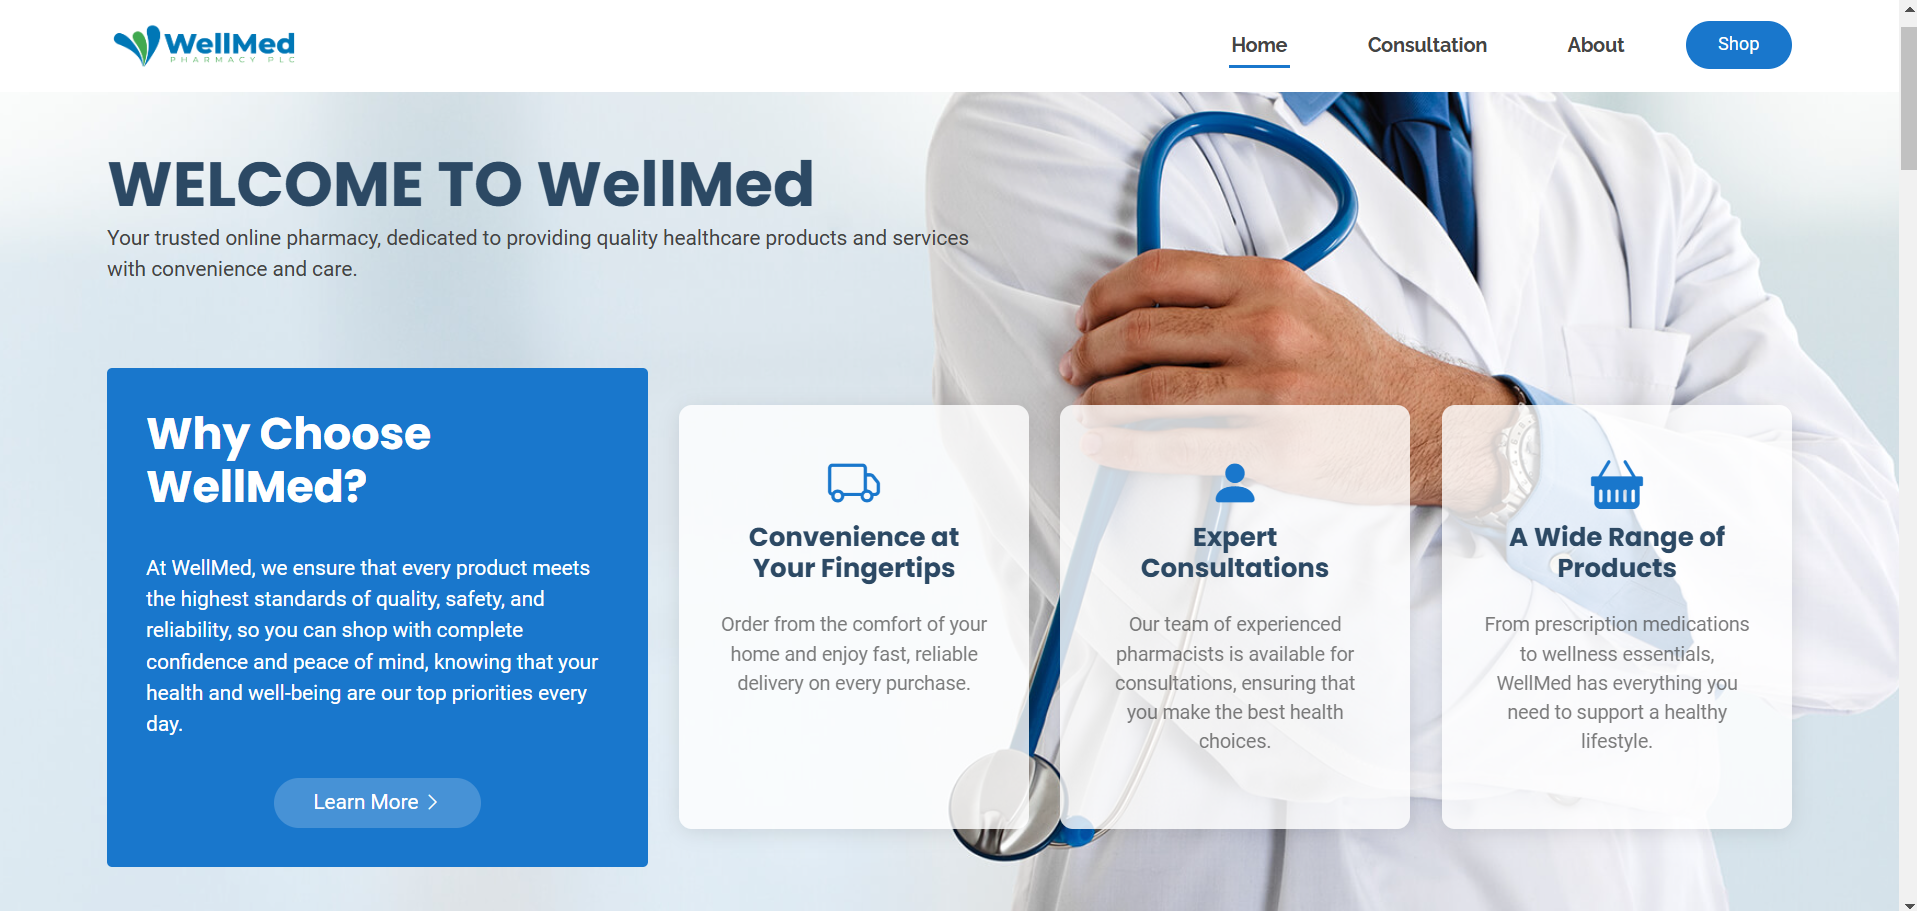 WellMed
PHARMACY PLC
Home
Consultation
About
Shop
WELCOME TO WellMed
Your trusted online pharmacy, dedicated to providing quality healthcare products and services
with convenience and care.
Why Choose
WellMed?
At WellMed, we ensure that every product meets
the highest standards of quality, safety, and
reliability, so you can shop with complete
confidence and peace of mind, knowing that your
health and well-being are our top priorities every
day.
Learn More
Convenience at
Your Fingertips
Order from the comfort of your
home and enjoy fast, reliable
delivery on every purchase.
Expert
Consultations
Our team of experienced
pharmacists is available for
consultations, ensuring that
you make the best health
choices.
A Wide Range of
Products
From prescription medications
to wellness essentials,
WellMed has everything you
need to support a healthy
lifestyle.